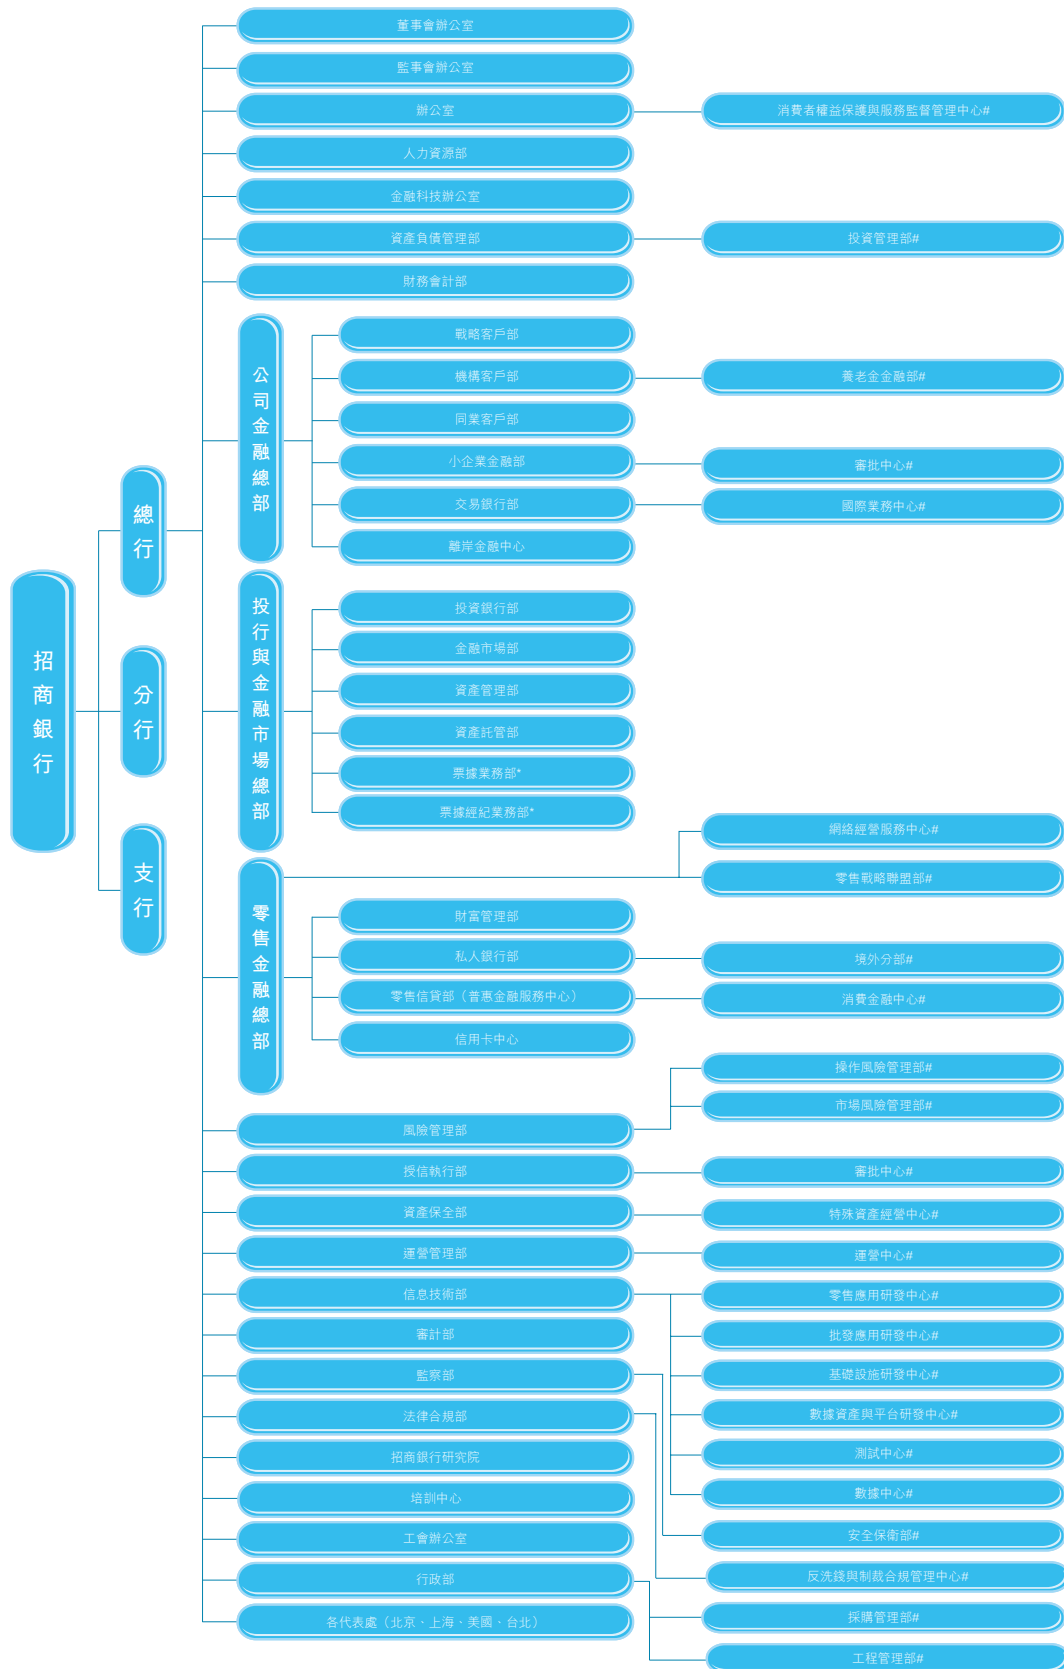 招商銀行
總行
分行
支行
董事會辦公室
監事會辦公室
辦公室
消費者權益保護與服務監督管理中心#
人力資源部
金融科技辦公室
資產負債管理部
投資管理部#
財務會計部
公司金融總部
戰略客戶部
機構客戶部
養老金金融部#
同業客戶部
小企業金融部
審批中心#
交易銀行部
國際業務中心#
離岸金融中心
投行與金融市場總部
投資銀行部
金融市場部
資產管理部
資產託管部
票據業務部*
票據經紀業務部*
零售金融總部
網絡經營服務中心#
零售戰略聯盟部#
財富管理部
私人銀行部
境外分部#
零售信貸部（普惠金融服務中心）
消費金融中心#
信用卡中心
風險管理部
操作風險管理部#
市場風險管理部#
授信執行部
審批中心#
資產保全部
特殊資產經營中心#
運營管理部
運營中心#
信息技術部
零售應用研發中心#
批發應用研發中心#
基礎設施研發中心#
數據資產與平台研發中心#
測試中心#
數據中心#
審計部
監察部
安全保衛部#
法律合規部
反洗錢與制裁合規管理中心#
招商銀行研究院
培訓中心
工會辦公室
行政部
採購管理部#
工程管理部#
各代表處（北京、上海、美國、台北）